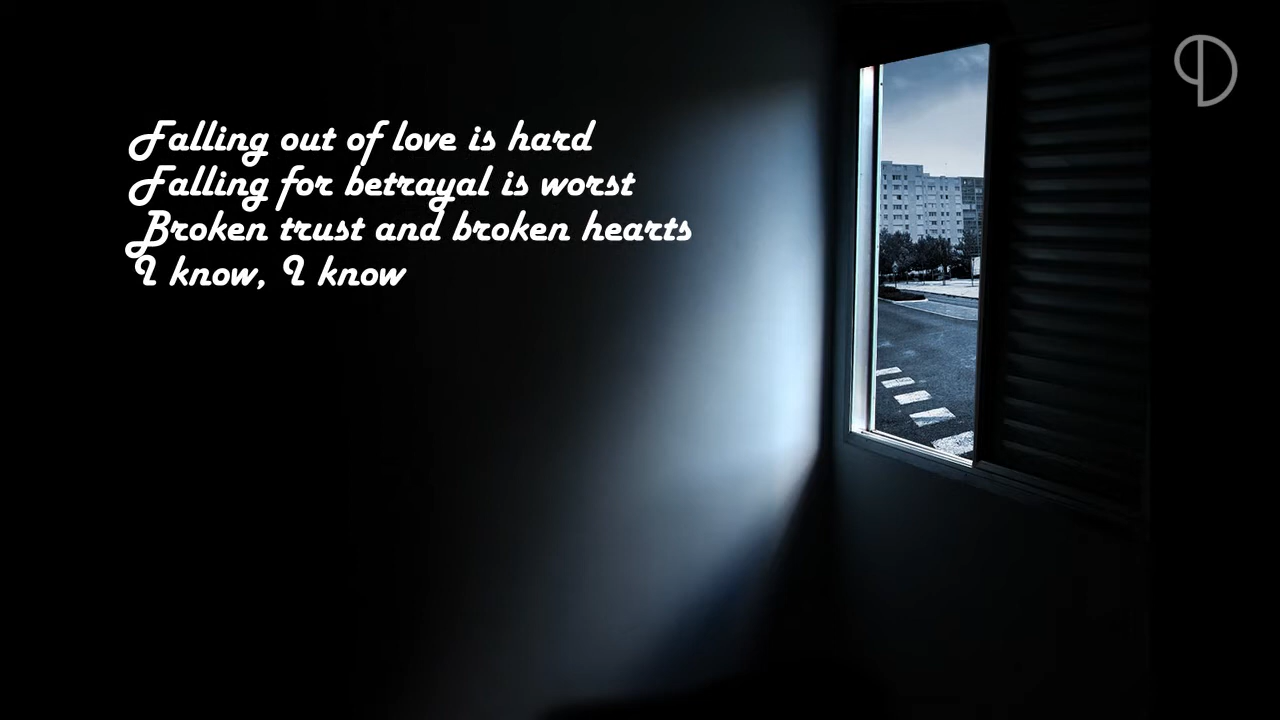 Falling out of love is hard
Falling for betrayal is worst
Broken trust and broken hearts
I know, I know